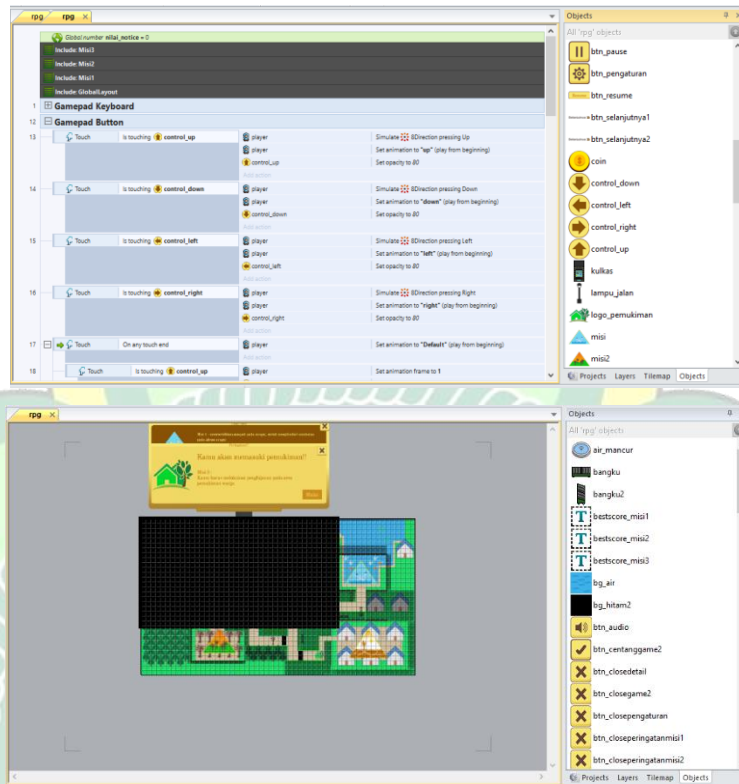 rpg rpg ×
Global number nilai_notice = 0
Include: Misi3
Include: Misi2
Include: Misi1
Include: GlobalLayout
1 Gamepad Keyboard
12 Gamepad Button
13 Touch Is touching control_up player Simulate 8Direction pressing Up
player Set animation to "up" (play from beginning)
control_up Set opacity to 80
Add action
14 Touch Is touching control_down player Simulate 8Direction pressing Down
player Set animation to "down" (play from beginning)
control_down Set opacity to 80
Add action
15 Touch Is touching control_left player Simulate 8Direction pressing Left
player Set animation to "left" (play from beginning)
control_left Set opacity to 80
Add action
16 Touch Is touching control_right player Simulate 8Direction pressing Right
player Set animation to "right" (play from beginning)
control_right Set opacity to 80
Add action
17 Touch On any touch end player Set animation to "Default" (play from beginning)
18 Touch Is touching control_up player Set animation frame to 1
Objects
All 'rpg' objects
btn_pause
btn_pengaturan
btn_resume
btn_selanjutnya1
btn_selanjutnya2
coin
control_down
control_left
control_right
control_up
kulkas
lampu_jalan
logo_pemukiman
misi
misi2
Projects Layers Tilemap Objects
rpg ×
Kamu akan memasuki pemukiman!!
Objects
All 'rpg' objects
air_mancur
bangku
bangku2
bestscore_misi1
bestscore_misi2
bestscore_misi3
bg_air
bg_hitam2
btn_audio
btn_centanggame2
btn_closedetail
btn_closegame2
btn_closepengaturan
btn_closeperingatanmisi1
btn_closeperingatanmisi2
Projects Layers Tilemap Objects